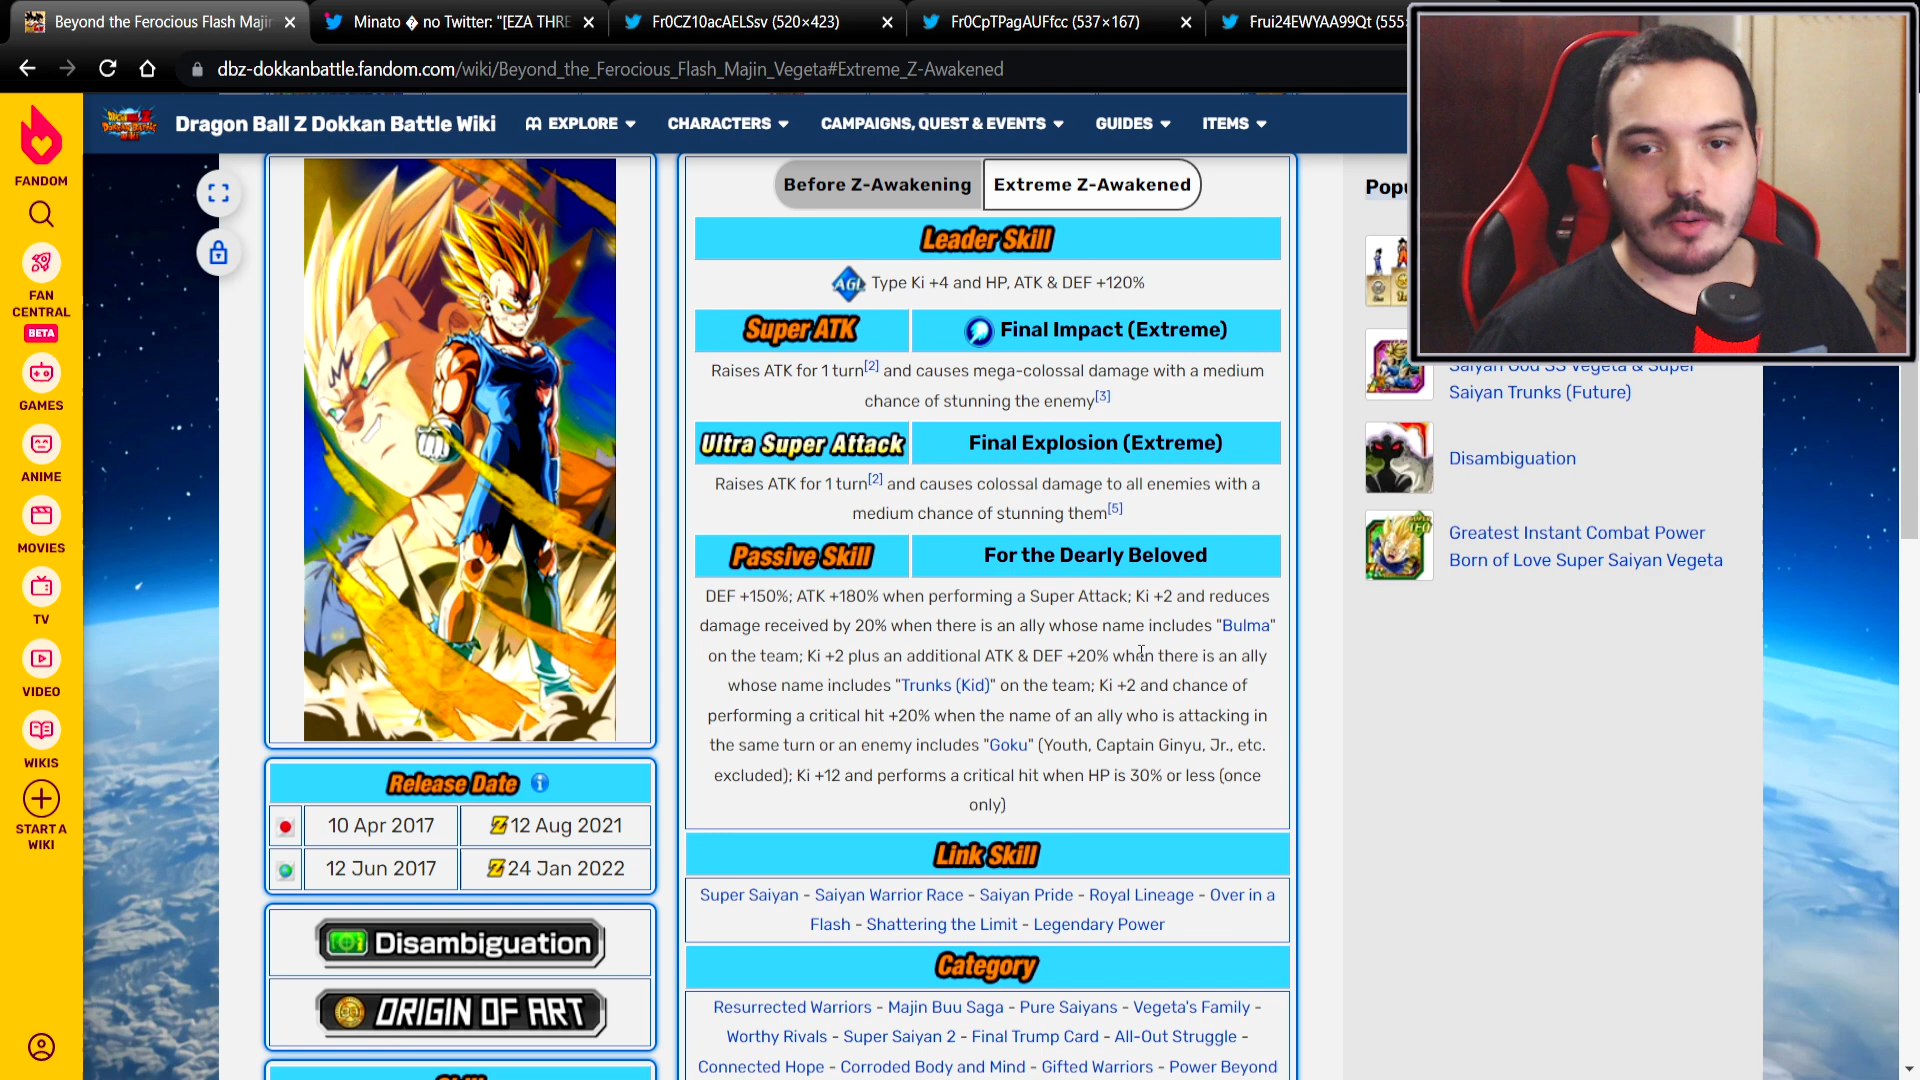 Beyond the Ferocious Flash Maji
Minato � no Twitter: "[EZA THRE
Fr0CZ10acAELSsv (520×423)
Fr0CpTPagAUFfcc (537×167)
Frui24EWYAA99Qt (555
dbz-dokkanbattle.fandom.com/wiki/Beyond_the_Ferocious_Flash_Majin_Vegeta#Extreme_Z-Awakened
Dragon Ball Z Dokkan Battle Wiki
EXPLORE
CHARACTERS
CAMPAIGNS, QUEST & EVENTS
GUIDES
ITEMS
FANDOM
FAN
CENTRAL
BETA
GAMES
ANIME
MOVIES
TV
VIDEO
WIKIS
START A
WIKI
Before Z-Awakening
Extreme Z-Awakened
Leader Skill
AGL Type Ki +4 and HP, ATK & DEF +120%
Super ATK
Final Impact (Extreme)
Raises ATK for 1 turn[2] and causes mega-colossal damage with a medium
chance of stunning the enemy[3]
Ultra Super Attack
Final Explosion (Extreme)
Raises ATK for 1 turn[2] and causes colossal damage to all enemies with a
medium chance of stunning them[5]
Passive Skill
For the Dearly Beloved
DEF +150%; ATK +180% when performing a Super Attack; Ki +2 and reduces
damage received by 20% when there is an ally whose name includes "Bulma"
on the team; Ki +2 plus an additional ATK & DEF +20% when there is an ally
whose name includes "Trunks (Kid)" on the team; Ki +2 and chance of
performing a critical hit +20% when the name of an ally who is attacking in
the same turn or an enemy includes "Goku" (Youth, Captain Ginyu, Jr., etc.
excluded); Ki +12 and performs a critical hit when HP is 30% or less (once
only)
Link Skill
Super Saiyan - Saiyan Warrior Race - Saiyan Pride - Royal Lineage - Over in a
Flash - Shattering the Limit - Legendary Power
Category
Resurrected Warriors - Majin Buu Saga - Pure Saiyans - Vegeta's Family -
Worthy Rivals - Super Saiyan 2 - Final Trump Card - All-Out Struggle -
Connected Hope - Corroded Body and Mind - Gifted Warriors - Power Beyond
Release Date
10 Apr 2017
Z 12 Aug 2021
12 Jun 2017
Z 24 Jan 2022
Disambiguation
ORIGIN OF ART
Popu
Saiyan God SS Vegeta & Super
Saiyan Trunks (Future)
Disambiguation
Greatest Instant Combat Power
Born of Love Super Saiyan Vegeta